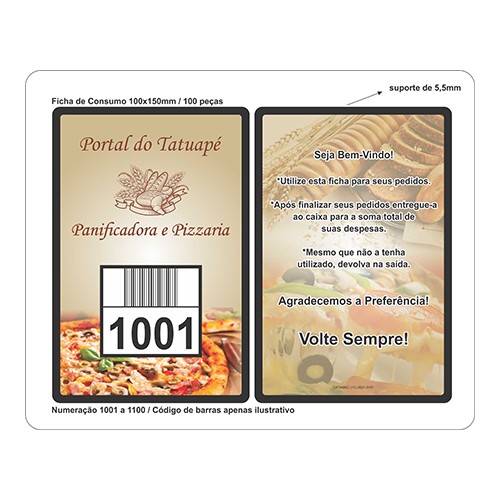 suporte de 5,5mm
Ficha de Consumo 100x150mm / 100 peças
Portal do Tatuapé
Panificadora e Pizzaria
1001
Seja Bem-Vindo!
*Utilize esta ficha para seus pedidos.
*Após finalizar seus pedidos entregue-a
ao caixa para a soma total de
suas despesas.
*Mesmo que não a tenha
utilizado, devolva na saída.
Agradecemos a Preferência!
Volte Sempre!
Numeração 1001 a 1100 / Código de barras apenas ilustrativo